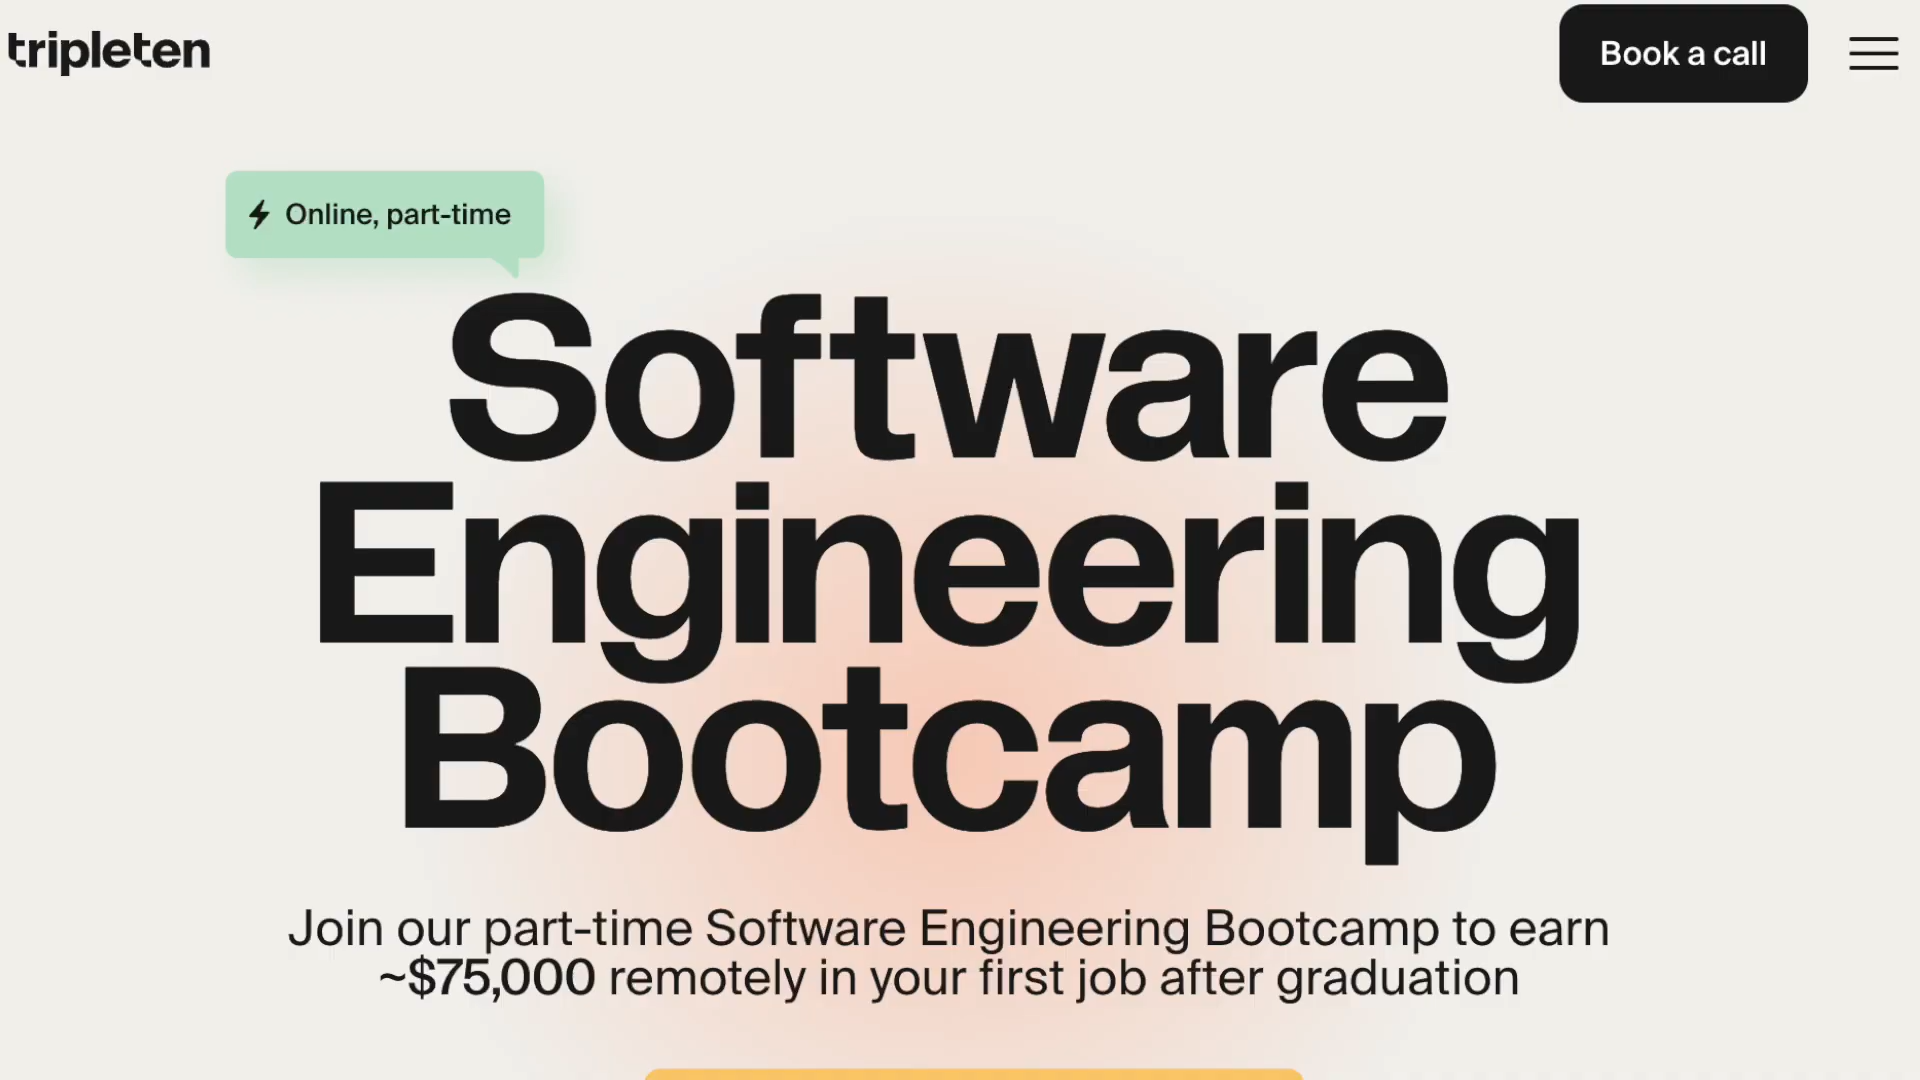 tripleten
Book a call
Online, part-time
Software
Engineering
Bootcamp
Join our part-time Software Engineering Bootcamp to earn
~$75,000 remotely in your first job after graduation